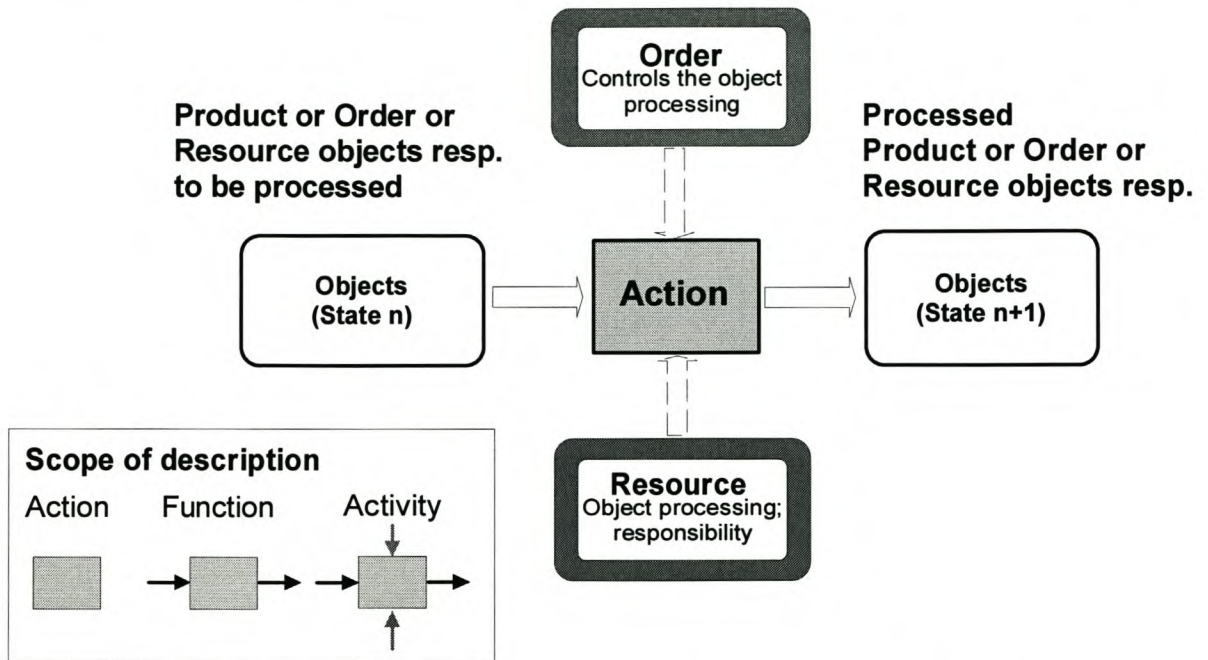 Order
Controls the object
processing
Product or Order or
Resource objects resp.
to be processed
Processed
Product or Order or
Resource objects resp.
Objects
(State n)
Action
Objects
(State n+1)
Resource
Object processing;
responsibility
Scope of description
Action
Function
Activity